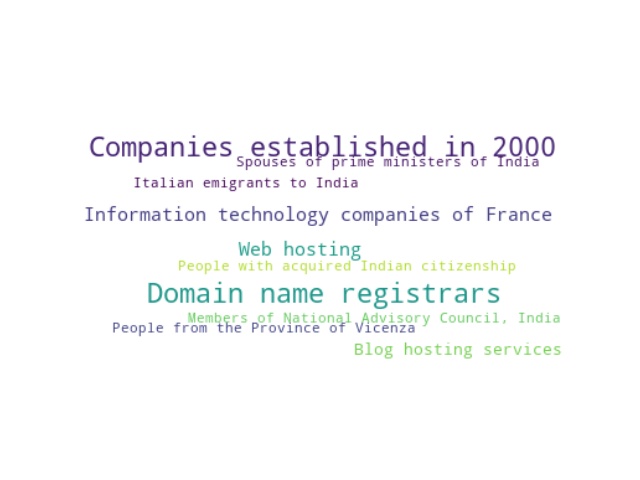 Companies established in 2000
Spouses of prime ministers of India
Italian emigrants to India
Information technology companies of France
Web hosting
People with acquired Indian citizenship
Domain name registrars
Members of National Advisory Council, India
People from the Province of Vicenza
Blog hosting services